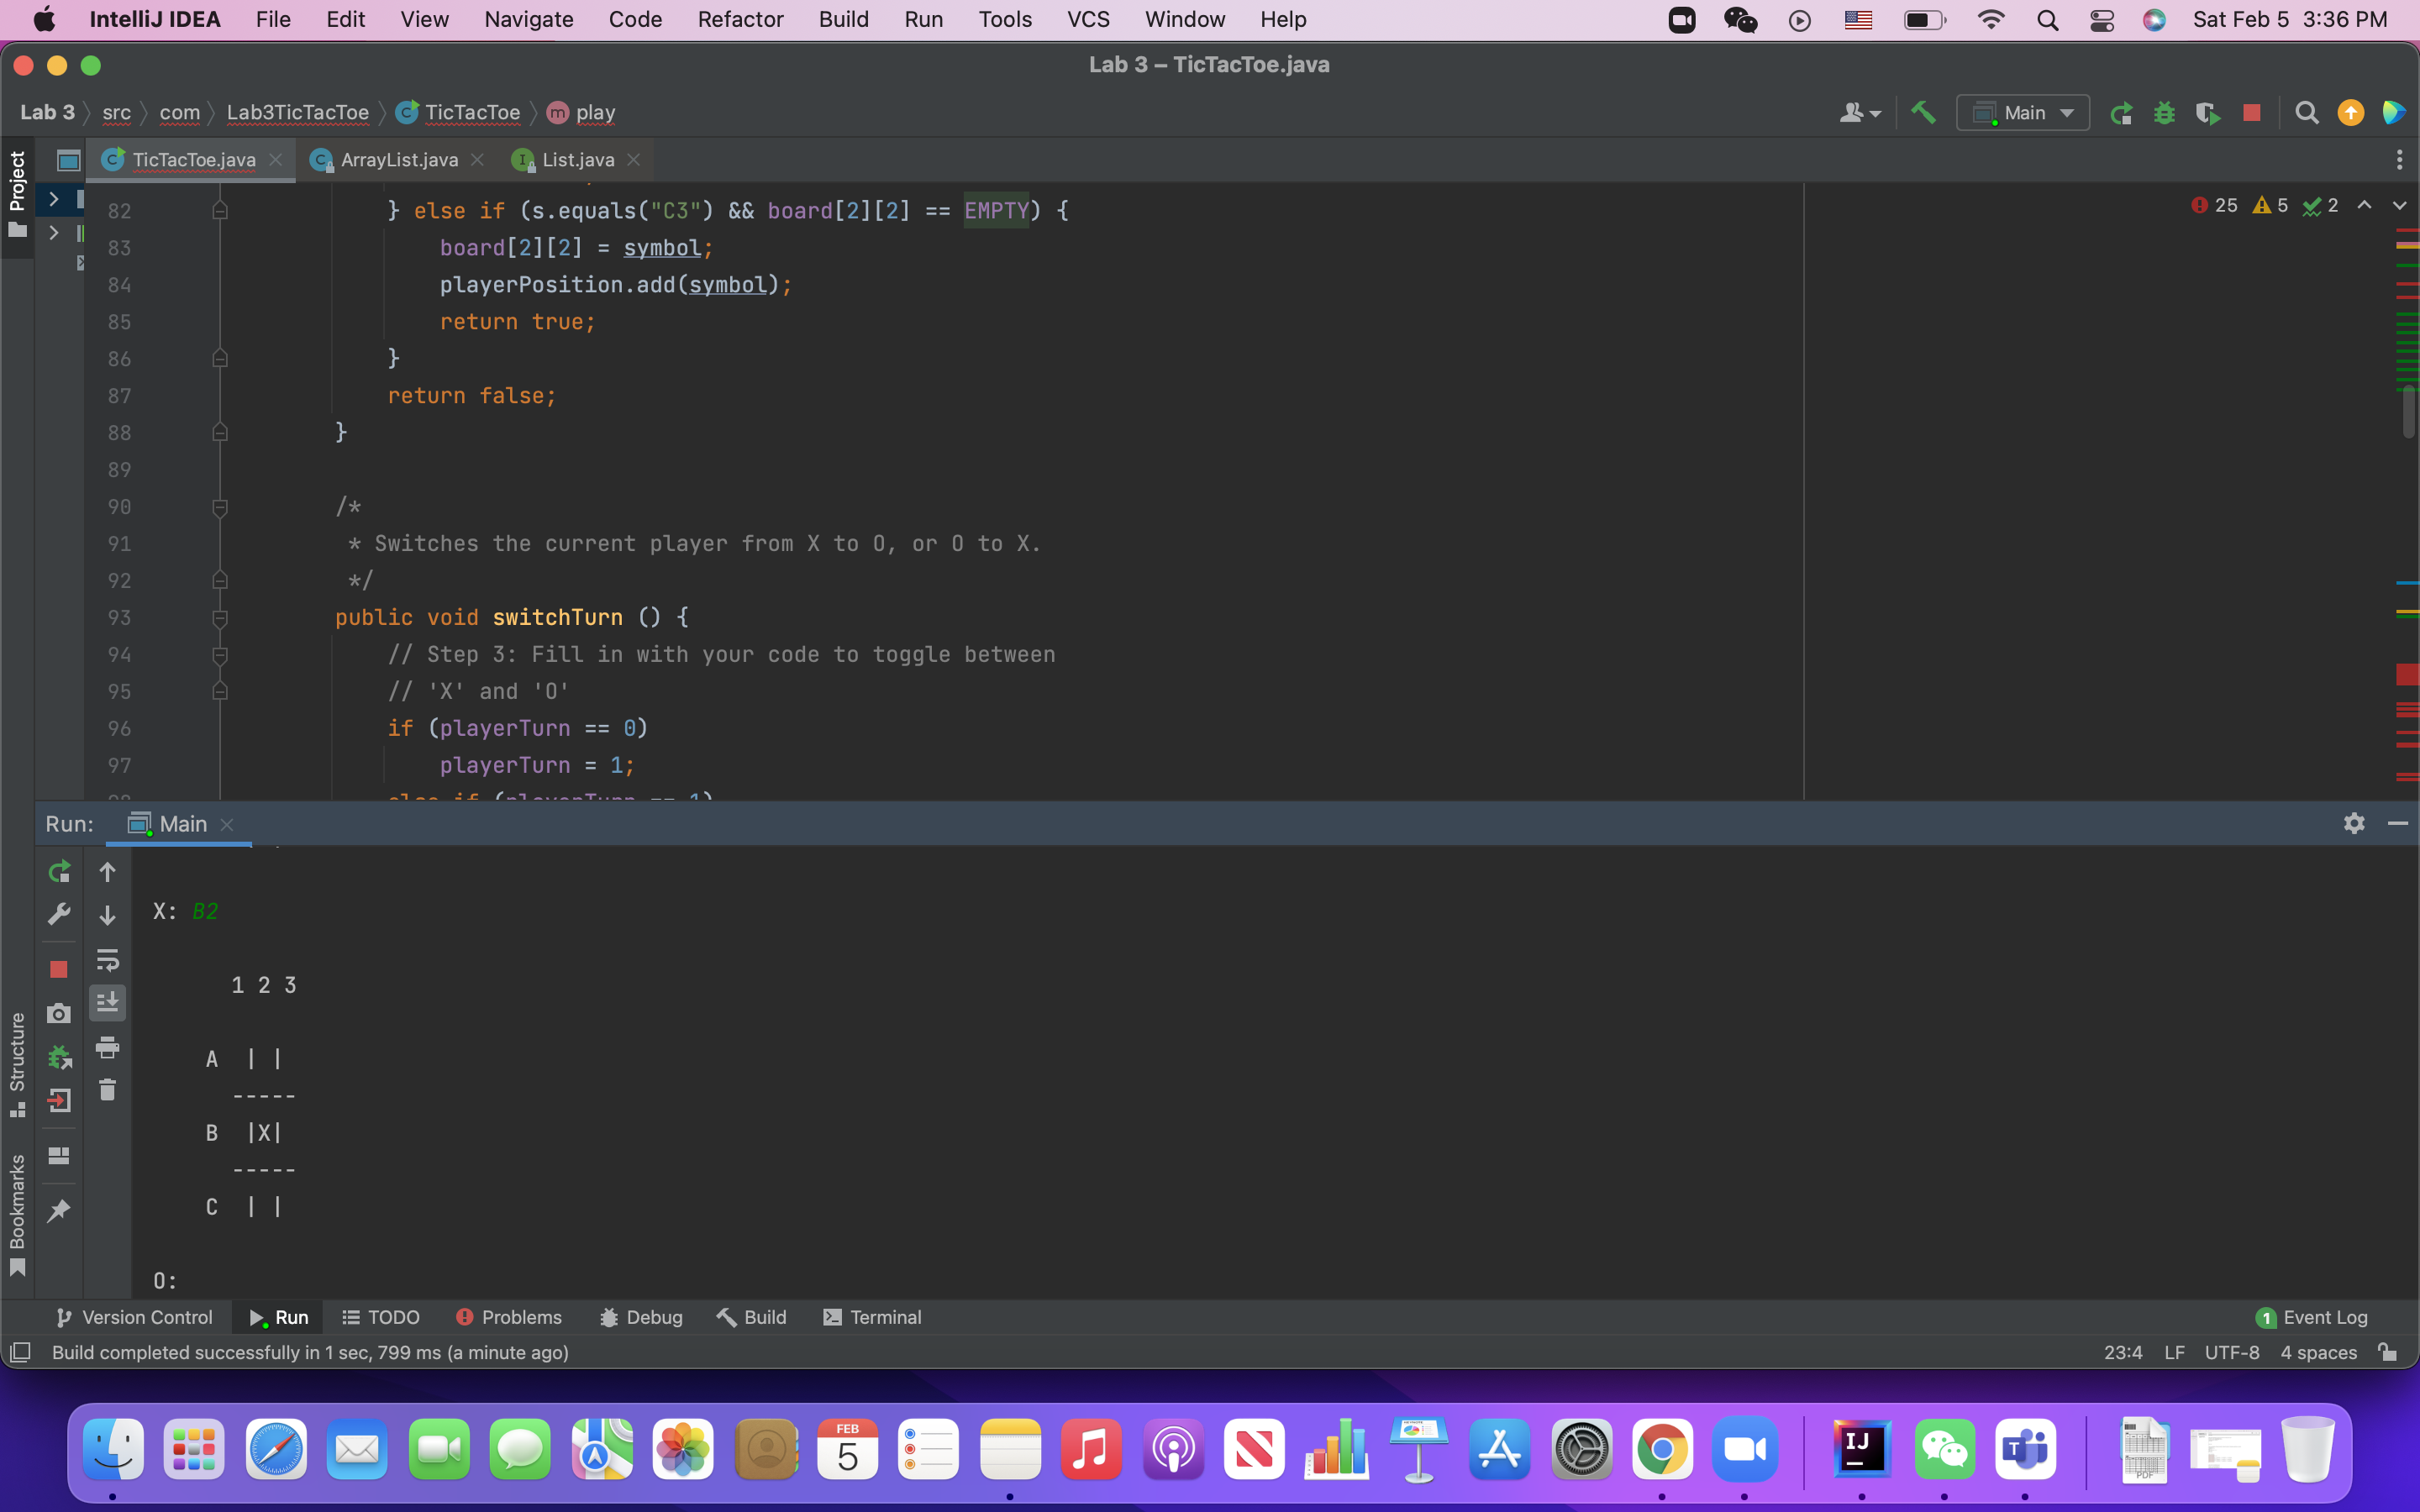 IntelliJ IDEA File Edit View Navigate Code Refactor Build Run Tools VCS Window Help Sat Feb 5 3:36 PM
Lab 3 – TicTacToe.java
Lab 3 src com Lab3TicTacToe C TicTacToe m play Main
Project
C TicTacToe.java C ArrayList.java I List.java
25 5 2
82 } else if (s.equals("C3") && board[2][2] == EMPTY) {
83 board[2][2] = symbol;
84 playerPosition.add(symbol);
85 return true;
86 }
87 return false;
88 }
89
90 /*
91 * Switches the current player from X to O, or O to X.
92 */
93 public void switchTurn () {
94 // Step 3: Fill in with your code to toggle between
95 // 'X' and 'O'
96 if (playerTurn == 0)
97 playerTurn = 1;
98 else if (playerTurn == 1)
Run: Main
X: B2
1 2 3
A | |
-----
B |X|
-----
C | |
O:
Structure
Bookmarks
Version Control Run TODO Problems Debug Build Terminal 1 Event Log
Build completed successfully in 1 sec, 799 ms (a minute ago) 23:4 LF UTF-8 4 spaces
FEB
5
IJ
T
PDF